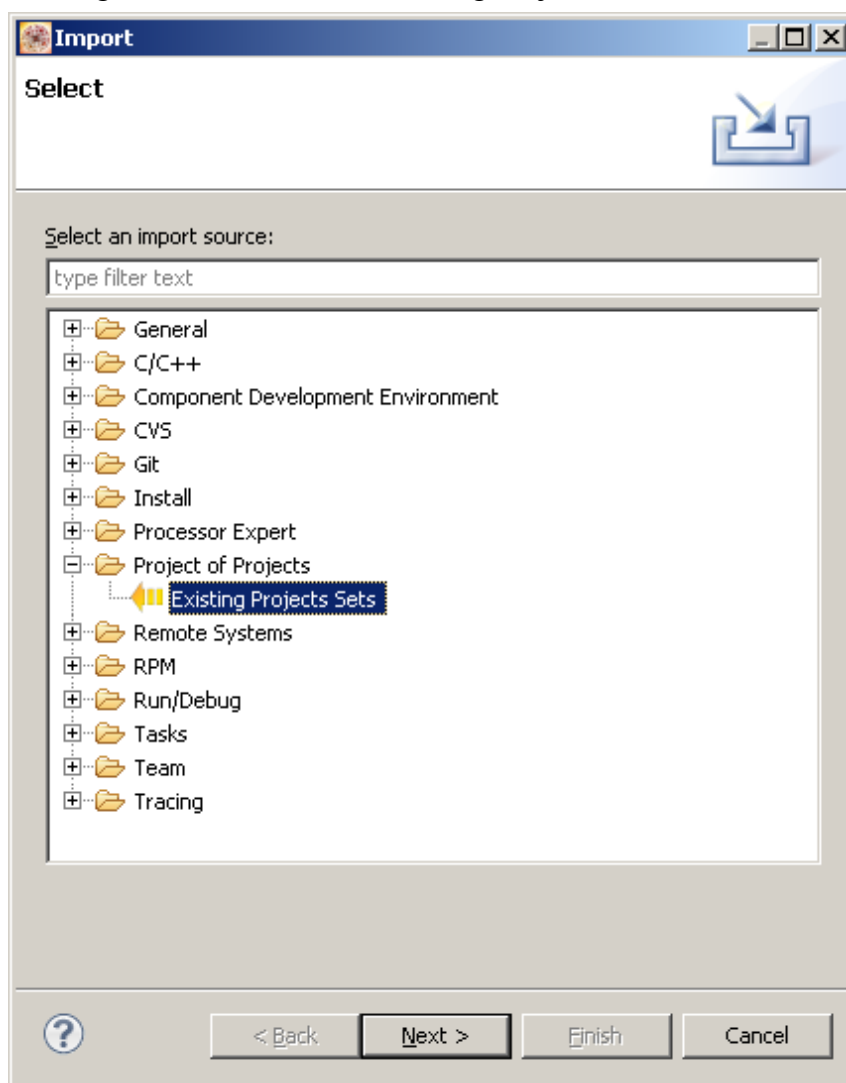 Import
Select
Select an import source:
type filter text
General
C/C++
Component Development Environment
CVS
Git
Install
Processor Expert
Project of Projects
Existing Projects Sets
Remote Systems
RPM
Run/Debug
Tasks
Team
Tracing
? < Back Next > Finish Cancel